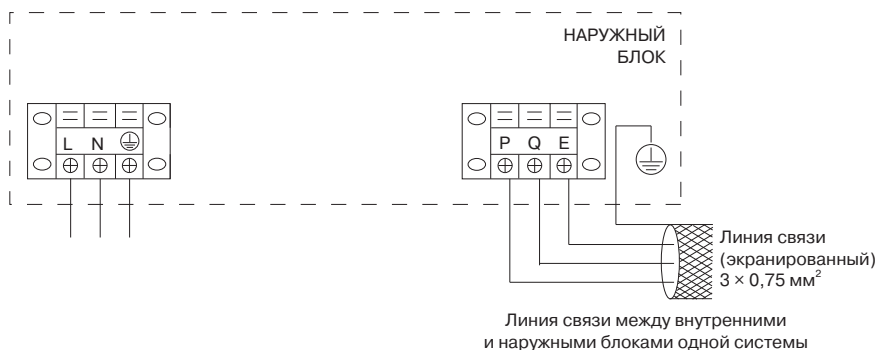 НАРУЖНЫЙ
БЛОК
L N
P Q E
Линия связи
(экранированный)
3 × 0,75 мм²
Линия связи между внутренними
и наружными блоками одной системы